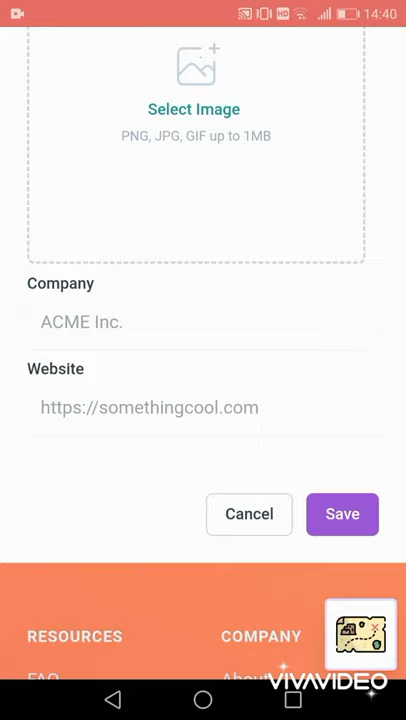 HD
14:40
Select Image
PNG, JPG, GIF up to 1MB
Company
ACME Inc.
Website
https://somethingcool.com
Cancel
Save
RESOURCES
COMPANY
FAQ
About
VIVAVIDEO